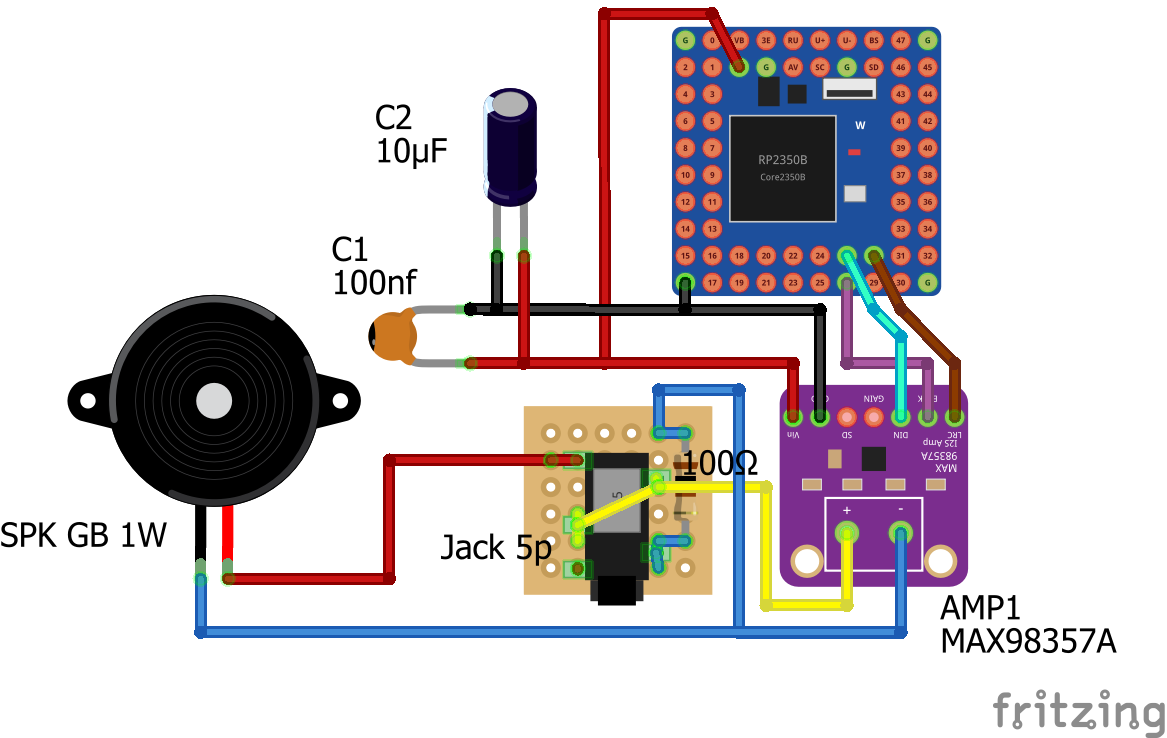 C2
10µF
C1
100nf
SPK GB 1W
Jack 5p
100Ω
5
G 0 VB 3E RU U+ U- BS 47 G
2 1 G AV SC G SD 46 45
4 3 43 44
6 5 41 42
W
8 7 39 40
RP2350B
Core2350B
10 9 37 38
12 11 35 36
14 13 33 34
15 16 18 20 22 24 31 32
17 19 21 23 25 29 30 G
GAIN
Vin
SD
DIN
LRC
I2S Amp
98357A
MAX
+ -
AMP1
MAX98357A
fritzing